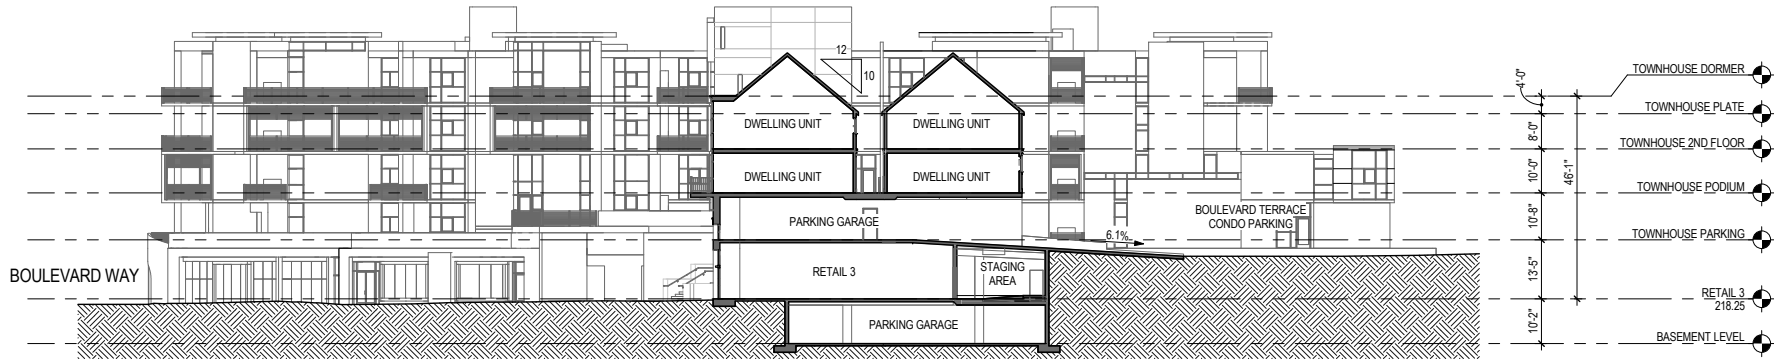 12
10
TOWNHOUSE DORMER
4'-0"
TOWNHOUSE PLATE
DWELLING UNIT
DWELLING UNIT
8'-0"
TOWNHOUSE 2ND FLOOR
DWELLING UNIT
DWELLING UNIT
10'-0"
46'-1"
TOWNHOUSE PODIUM
PARKING GARAGE
BOULEVARD TERRACE
CONDO PARKING
10'-8"
6.1%
TOWNHOUSE PARKING
BOULEVARD WAY
RETAIL 3
STAGING
AREA
13'-5"
RETAIL 3
218.25
PARKING GARAGE
10'-2"
BASEMENT LEVEL